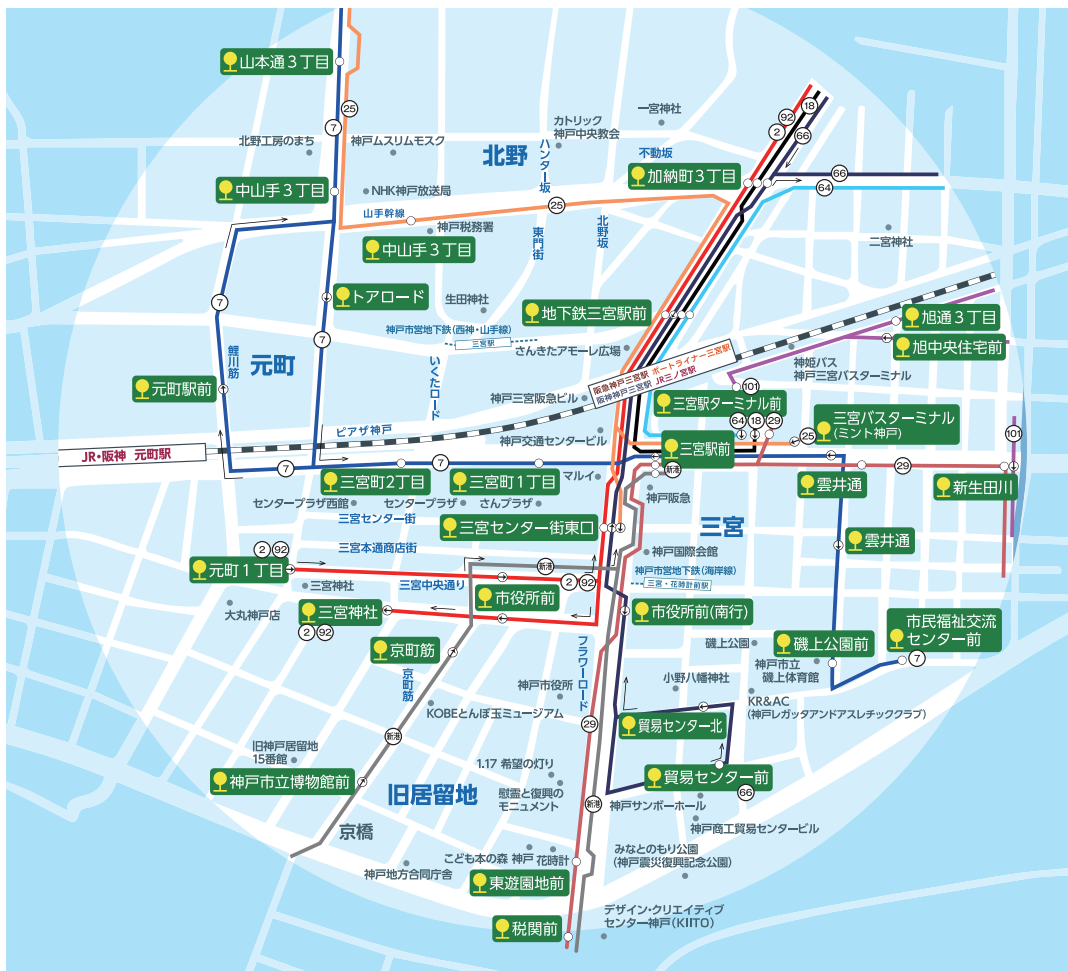 山本通3丁目
25
7
北野工房のまち
神戸ムスリムモスク
カトリック
神戸中央教会
一宮神社
2
92
18
66
北野
ハンター坂
不動坂
加納町3丁目
66
64
中山手3丁目
NHK神戸放送局
山手幹線
25
神戸税務署
中山手3丁目
東門街
北野坂
二宮神社
7
トアロード
生田神社
地下鉄三宮駅前
旭通3丁目
7
神戸市営地下鉄(西神・山手線)
三宮駅
さんきたアモーレ広場
旭中央住宅前
鯉川筋
元町
いくたロード
阪急神戸三宮駅 ポートライナー三宮駅
阪神神戸三宮駅 JR三ノ宮駅
神姫バス
神戸三宮バスターミナル
元町駅前
神戸三宮阪急ビル
101
三宮駅ターミナル前
64
18
29
三宮バスターミナル
(ミント神戸)
25
101
ピアザ神戸
神戸交通センタービル
三宮駅前
JR・阪神 元町駅
7
7
マルイ
新港
29
三宮町2丁目
三宮町1丁目
神戸阪急
雲井通
新生田川
センタープラザ西館
センタープラザ
さんプラザ
三宮センター街
三宮センター街東口
三宮
雲井通
三宮本通商店街
神戸国際会館
2
92
元町1丁目
新港
神戸市営地下鉄(海岸線)
三宮・花時計前駅
三宮神社
三宮中央通り
2
92
市役所前
大丸神戸店
三宮神社
2
92
市役所前(南行)
市民福祉交流
センター前
7
京町筋
フラワーロード
磯上公園
磯上公園前
神戸市立
磯上体育館
京町筋
神戸市役所
小野八幡神社
KR&AC
(神戸レガッタアンドアスレチッククラブ)
KOBEとんぼ玉ミュージアム
29
貿易センター北
新港
旧神戸居留地
15番館
神戸市立博物館前
1.17 希望の灯り
貿易センター前
66
旧居留地
慰霊と復興の
モニュメント
新港
神戸サンボーホール
京橋
神戸商工貿易センタービル
こども本の森 神戸
花時計
みなとのもり公園
(神戸震災復興記念公園)
神戸地方合同庁舎
東遊園地前
デザイン・クリエイティブ
センター神戸(KIITO)
税関前